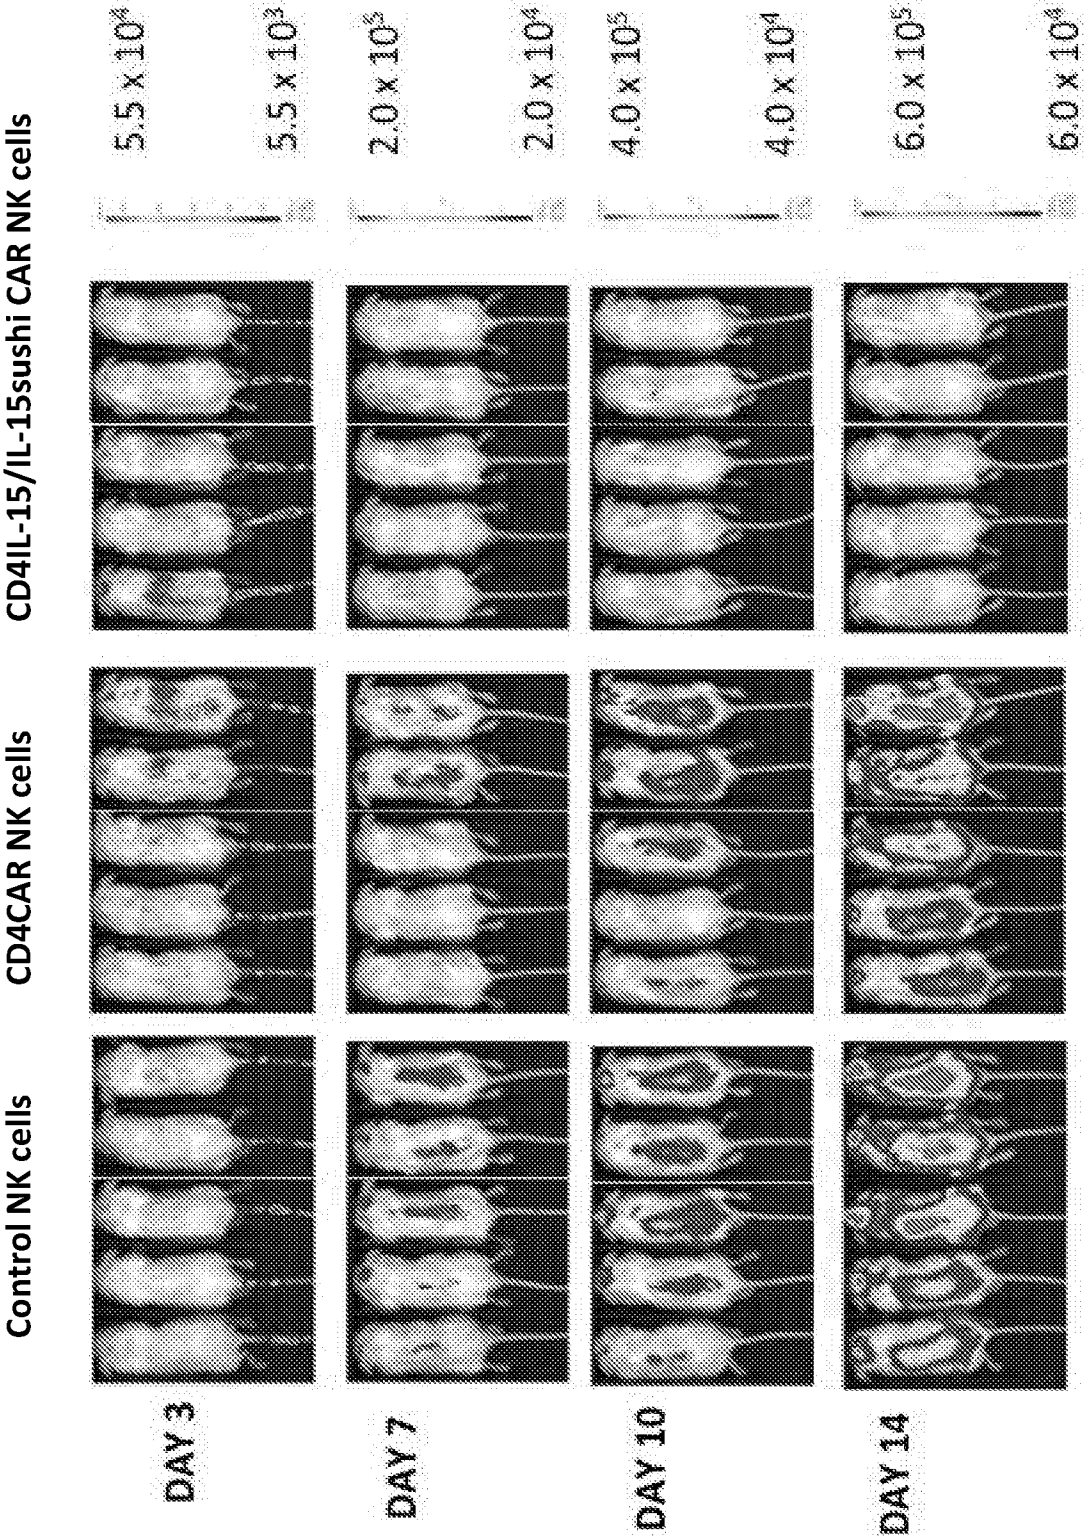 Control NK cells
CD4CAR NK cells
CD4IL-15/IL-15sushi CAR NK cells
DAY 3
5.5 x 10⁴
5.5 x 10³
DAY 7
2.0 x 10⁵
2.0 x 10⁴
DAY 10
4.0 x 10⁵
4.0 x 10⁴
DAY 14
6.0 x 10⁵
6.0 x 10⁴